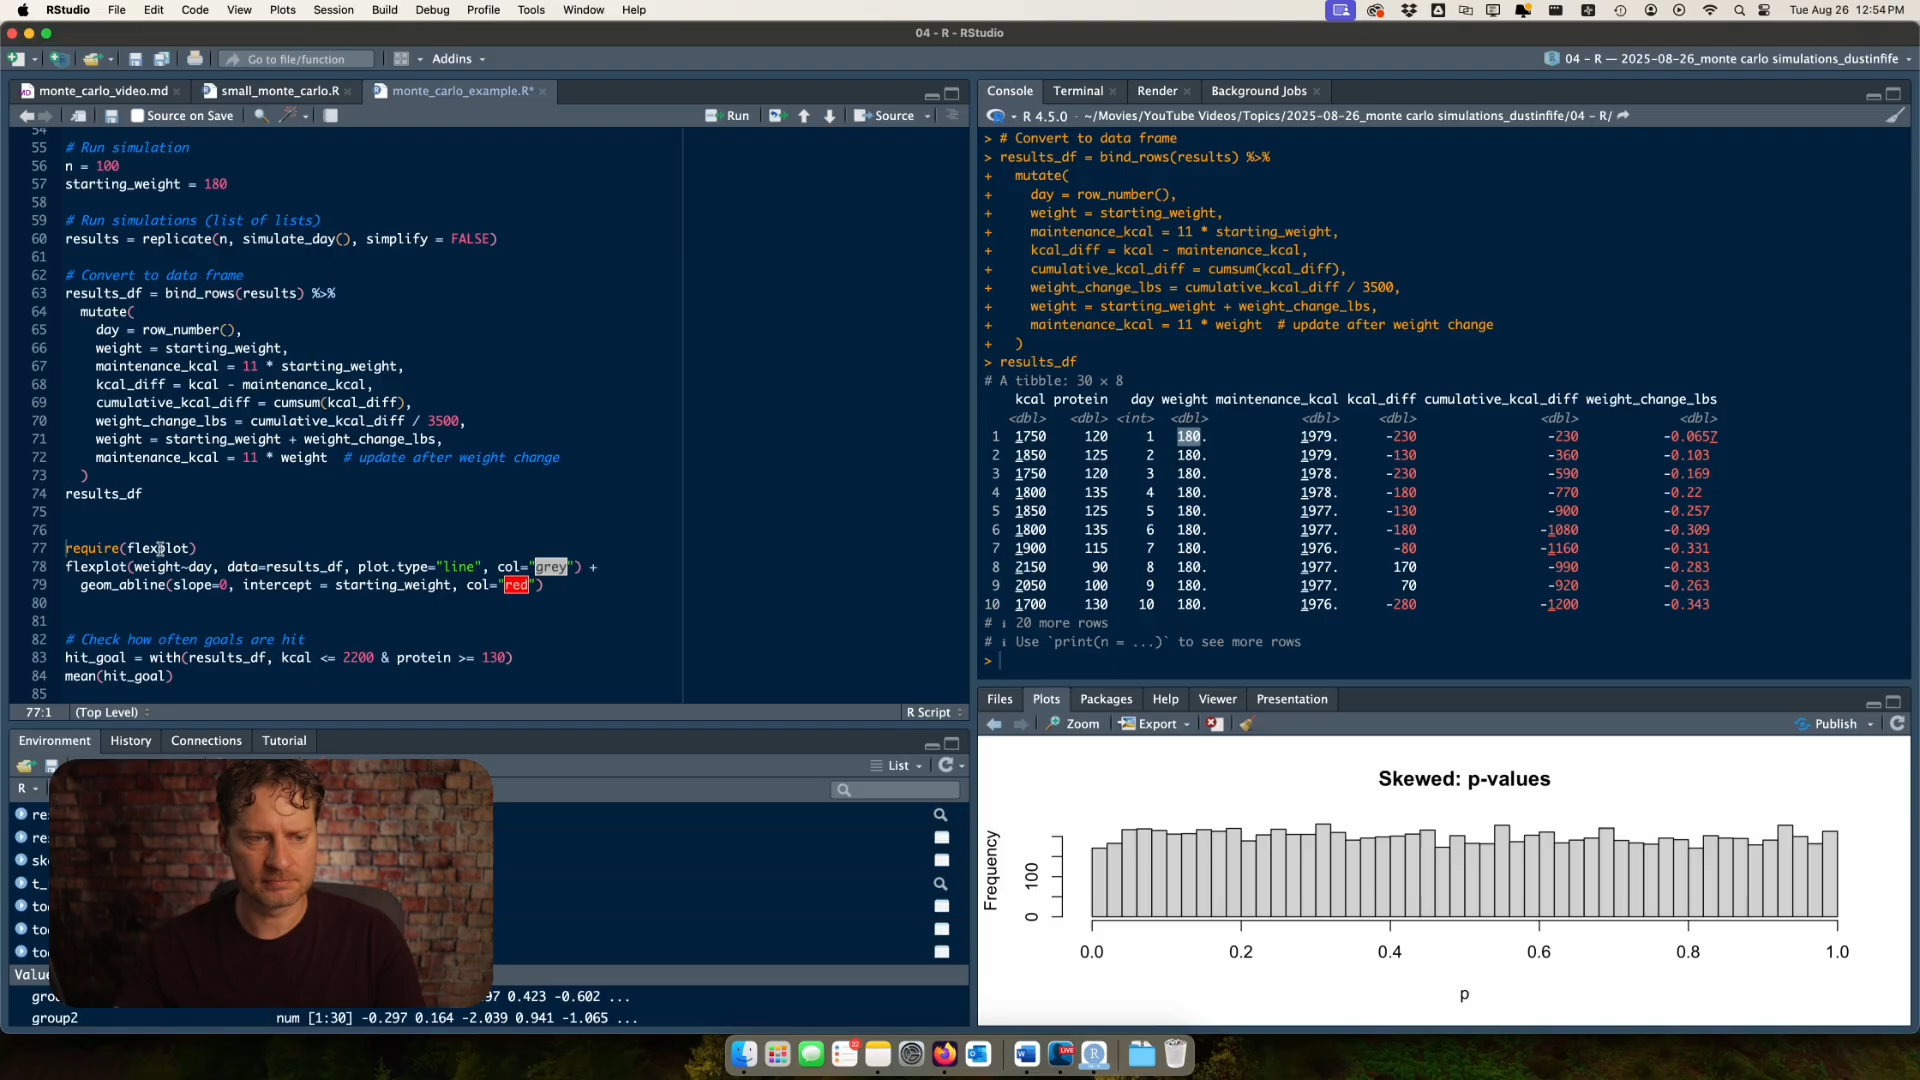 RStudio File Edit Code View Plots Session Build Debug Profile Tools Window Help Tue Aug 26 12:54 PM
04 - R - RStudio
Go to file/function Addins 04 - R — 2025-08-26_monte carlo simulations_dustinfife
monte_carlo_video.md small_monte_carlo.R monte_carlo_example.R*
Source on Save Run Source
54
55 # Run simulation
56 n = 100
57 starting_weight = 180
58
59 # Run simulations (list of lists)
60 results = replicate(n, simulate_day(), simplify = FALSE)
61
62 # Convert to data frame
63 results_df = bind_rows(results) %>%
64 mutate(
65 day = row_number(),
66 weight = starting_weight,
67 maintenance_kcal = 11 * starting_weight,
68 kcal_diff = kcal - maintenance_kcal,
69 cumulative_kcal_diff = cumsum(kcal_diff),
70 weight_change_lbs = cumulative_kcal_diff / 3500,
71 weight = starting_weight + weight_change_lbs,
72 maintenance_kcal = 11 * weight # update after weight change
73 )
74 results_df
75
76
77 require(flexplot)
78 flexplot(weight~day, data=results_df, plot.type="line", col="grey") +
79 geom_abline(slope=0, intercept = starting_weight, col="red")
80
81
82 # Check how often goals are hit
83 hit_goal = with(results_df, kcal <= 2200 & protein >= 130)
84 mean(hit_goal)
85
77:1 (Top Level) R Script
Environment History Connections Tutorial
List
R
re
re
sk
t_
to
to
to
Value
grou 97 0.423 -0.602 ...
group2 num [1:30] -0.297 0.164 -2.039 0.941 -1.065 ...
Console Terminal Render Background Jobs
R 4.5.0 · ~/Movies/YouTube Videos/Topics/2025-08-26_monte carlo simulations_dustinfife/04 - R/
> # Convert to data frame
> results_df = bind_rows(results) %>%
+ mutate(
+ day = row_number(),
+ weight = starting_weight,
+ maintenance_kcal = 11 * starting_weight,
+ kcal_diff = kcal - maintenance_kcal,
+ cumulative_kcal_diff = cumsum(kcal_diff),
+ weight_change_lbs = cumulative_kcal_diff / 3500,
+ weight = starting_weight + weight_change_lbs,
+ maintenance_kcal = 11 * weight # update after weight change
+ )
> results_df
# A tibble: 30 × 8
kcal protein day weight maintenance_kcal kcal_diff cumulative_kcal_diff weight_change_lbs
<dbl> <dbl> <int> <dbl> <dbl> <dbl> <dbl> <dbl>
1 1750 120 1 180. 1979. -230 -230 -0.0657
2 1850 125 2 180. 1979. -130 -360 -0.103
3 1750 120 3 180. 1978. -230 -590 -0.169
4 1800 135 4 180. 1978. -180 -770 -0.22
5 1850 125 5 180. 1977. -130 -900 -0.257
6 1800 135 6 180. 1977. -180 -1080 -0.309
7 1900 115 7 180. 1976. -80 -1160 -0.331
8 2150 90 8 180. 1977. 170 -990 -0.283
9 2050 100 9 180. 1977. 70 -920 -0.263
10 1700 130 10 180. 1976. -280 -1200 -0.343
# ℹ 20 more rows
# ℹ Use `print(n = ...)` to see more rows
>
Files Plots Packages Help Viewer Presentation
Zoom Export Publish
Skewed: p-values
Frequency
100
0
0.0 0.2 0.4 0.6 0.8 1.0
p
22
LIVE